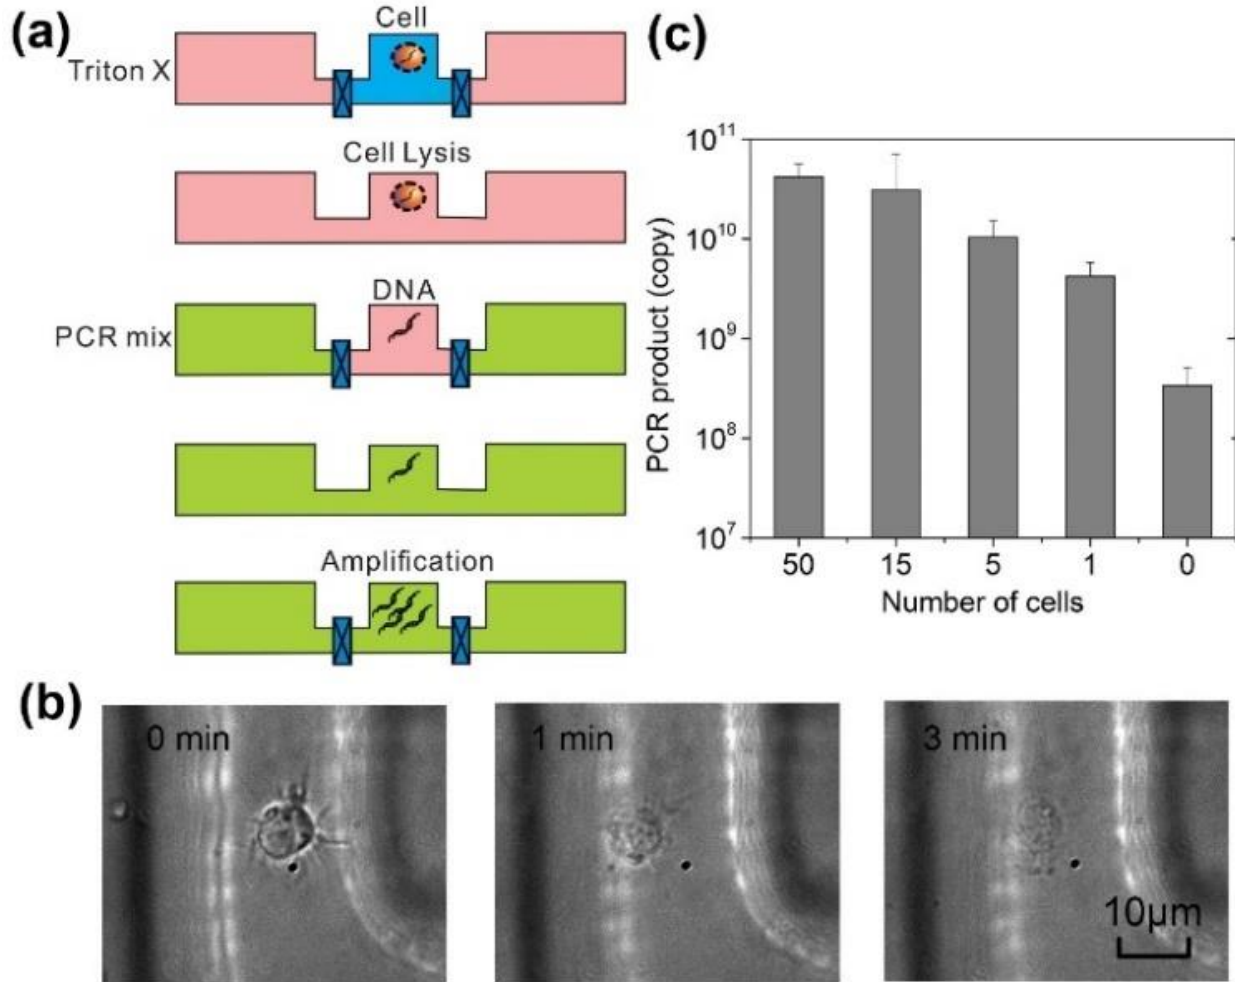 (a)
Cell
Triton X
Cell Lysis
DNA
PCR mix
Amplification
(c)
PCR product (copy)
10¹¹
10¹⁰
10⁹
10⁸
10⁷
50 15 5 1 0
Number of cells
(b)
0 min
1 min
3 min
10µm